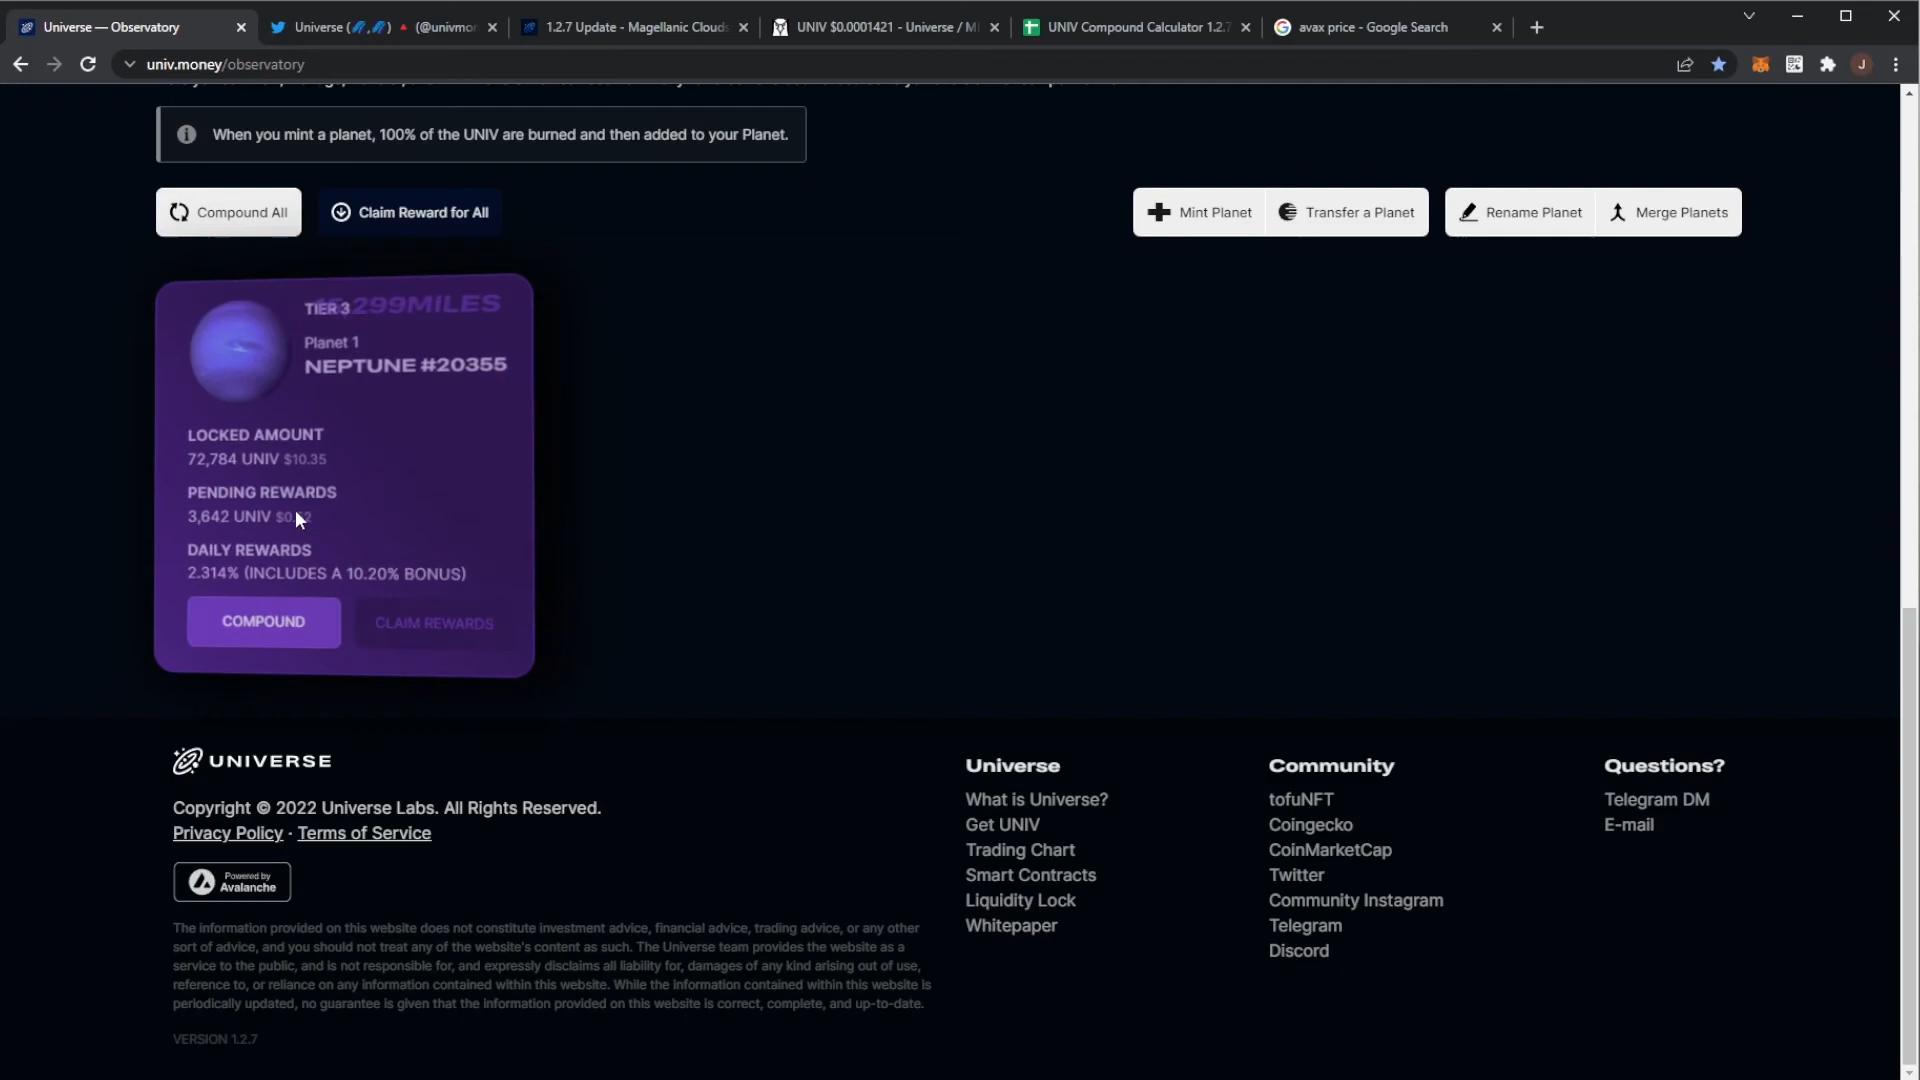 Universe — Observatory
Universe (🌌,🌌) 🔺 (@univmon
1.2.7 Update - Magellanic Clouds
UNIV $0.0001421 - Universe / MI
UNIV Compound Calculator 1.2.7
avax price - Google Search
univ.money/observatory
J
When you mint a planet, 100% of the UNIV are burned and then added to your Planet.
Compound All
Claim Reward for All
Mint Planet
Transfer a Planet
Rename Planet
Merge Planets
TIER 3
299MILES
Planet 1
NEPTUNE #20355
LOCKED AMOUNT
72,784 UNIV $10.35
PENDING REWARDS
3,642 UNIV
DAILY REWARDS
2.314% (INCLUDES A 10.20% BONUS)
COMPOUND
CLAIM REWARDS
UNIVERSE
Copyright © 2022 Universe Labs. All Rights Reserved.
Privacy Policy · Terms of Service
Powered by
Avalanche
The information provided on this website does not constitute investment advice, financial advice, trading advice, or any other
sort of advice, and you should not treat any of the website's content as such. The Universe team provides the website as a
service to the public, and is not responsible for, and expressly disclaims all liability for, damages of any kind arising out of use,
reference to, or reliance on any information contained within this website. While the information contained within this website is
periodically updated, no guarantee is given that the information provided on this website is correct, complete, and up-to-date.
VERSION 1.2.7
Universe
What is Universe?
Get UNIV
Trading Chart
Smart Contracts
Liquidity Lock
Whitepaper
Community
tofuNFT
Coingecko
CoinMarketCap
Twitter
Community Instagram
Telegram
Discord
Questions?
Telegram DM
E-mail